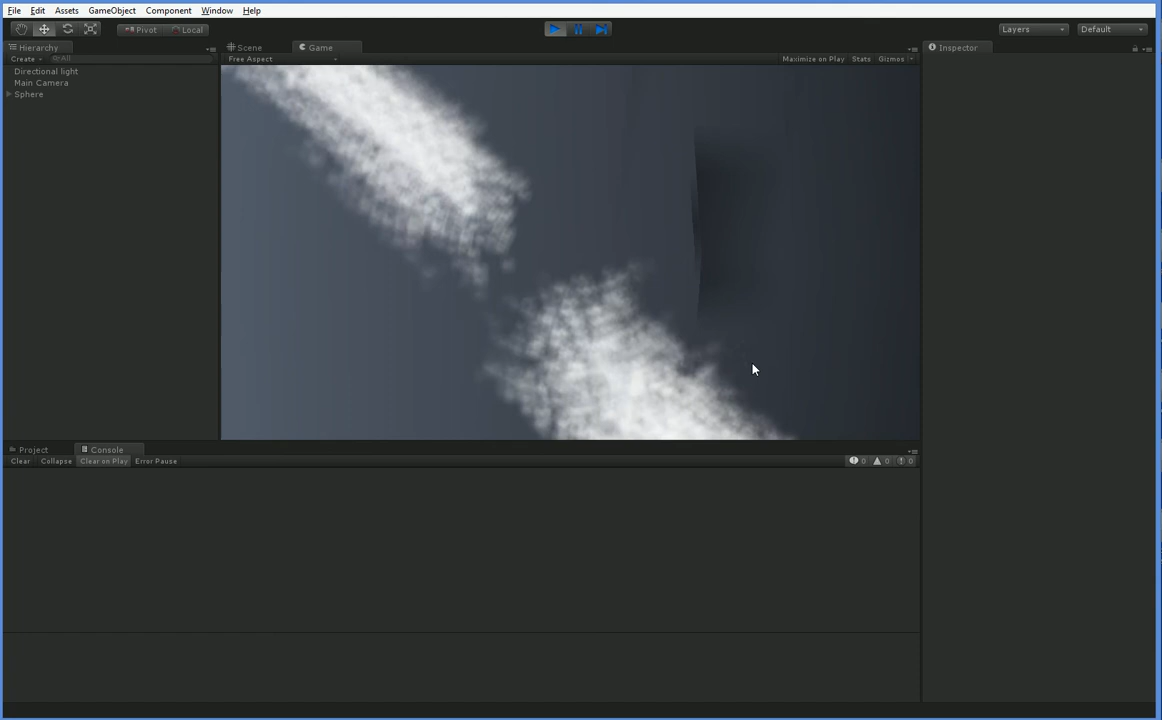 File Edit Assets GameObject Component Window Help
Pivot Local Layers Default
Hierarchy Scene Game Inspector
Create All Free Aspect Maximize on Play Stats Gizmos
Directional light
Main Camera
Sphere
Project Console
Clear Collapse Clear on Play Error Pause 0 0 0